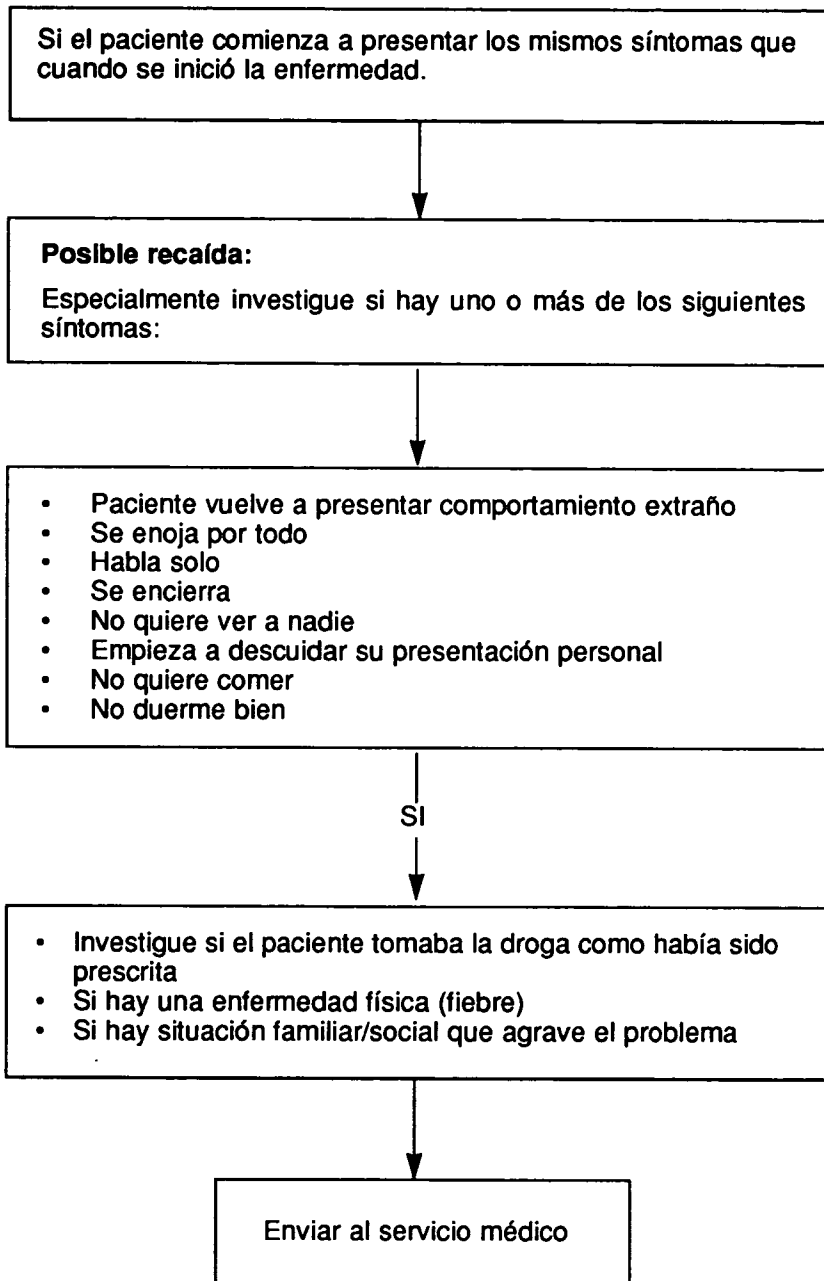 Si el paciente comienza a presentar los mismos síntomas que
cuando se inició la enfermedad.
Posible recaída:
Especialmente investigue si hay uno o más de los siguientes
síntomas:
• Paciente vuelve a presentar comportamiento extraño
• Se enoja por todo
• Habla solo
• Se encierra
• No quiere ver a nadie
• Empieza a descuidar su presentación personal
• No quiere comer
• No duerme bien
SI
• Investigue si el paciente tomaba la droga como había sido
prescrita
• Si hay una enfermedad física (fiebre)
• Si hay situación familiar/social que agrave el problema
Enviar al servicio médico